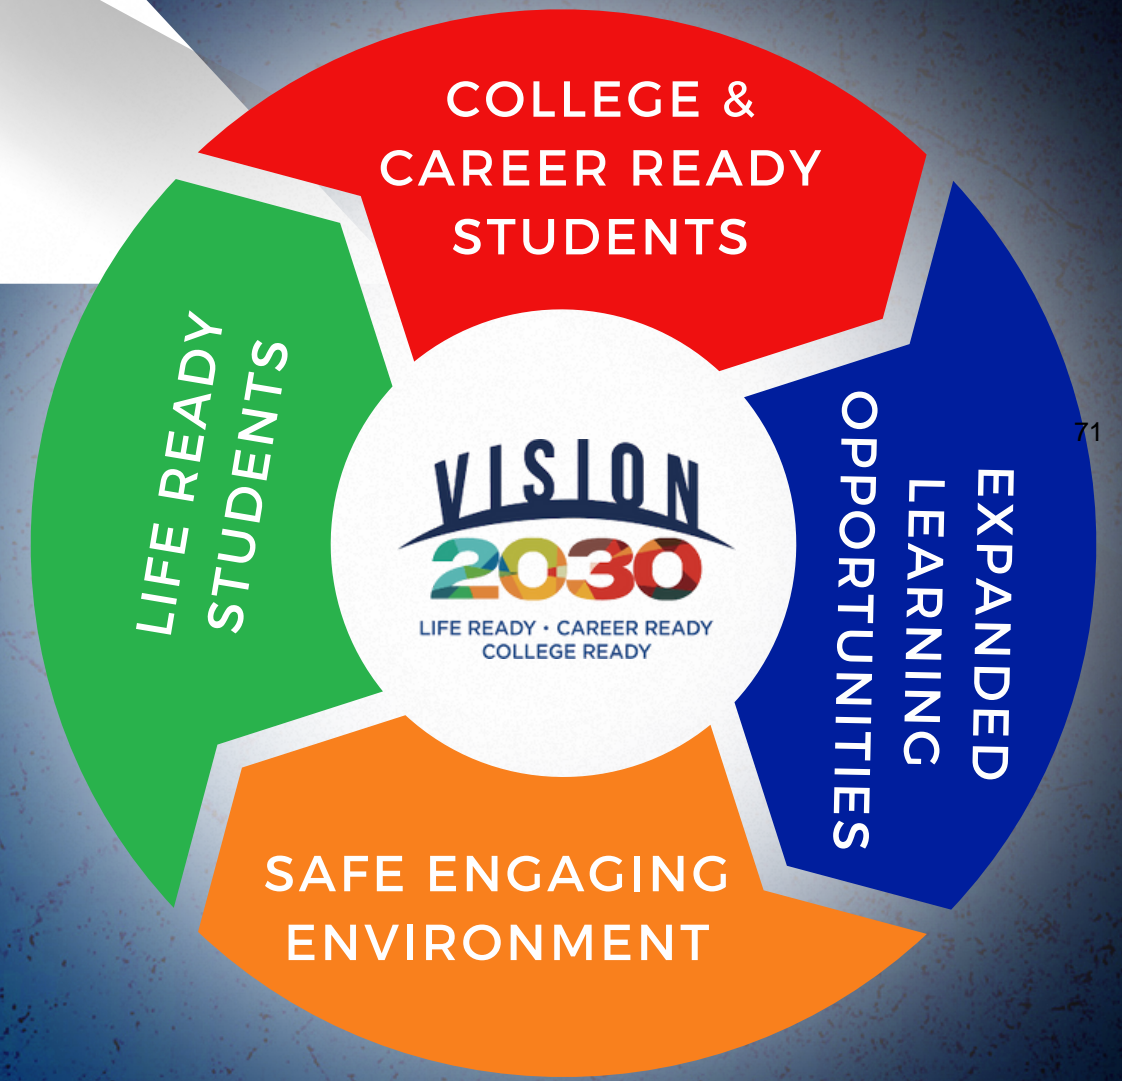 COLLEGE &
CAREER READY
STUDENTS
EXPANDED
LEARNING
OPPORTUNITIES
71
SAFE ENGAGING
ENVIRONMENT
LIFE READY
STUDENTS
VISION
2030
LIFE READY • CAREER READY
COLLEGE READY